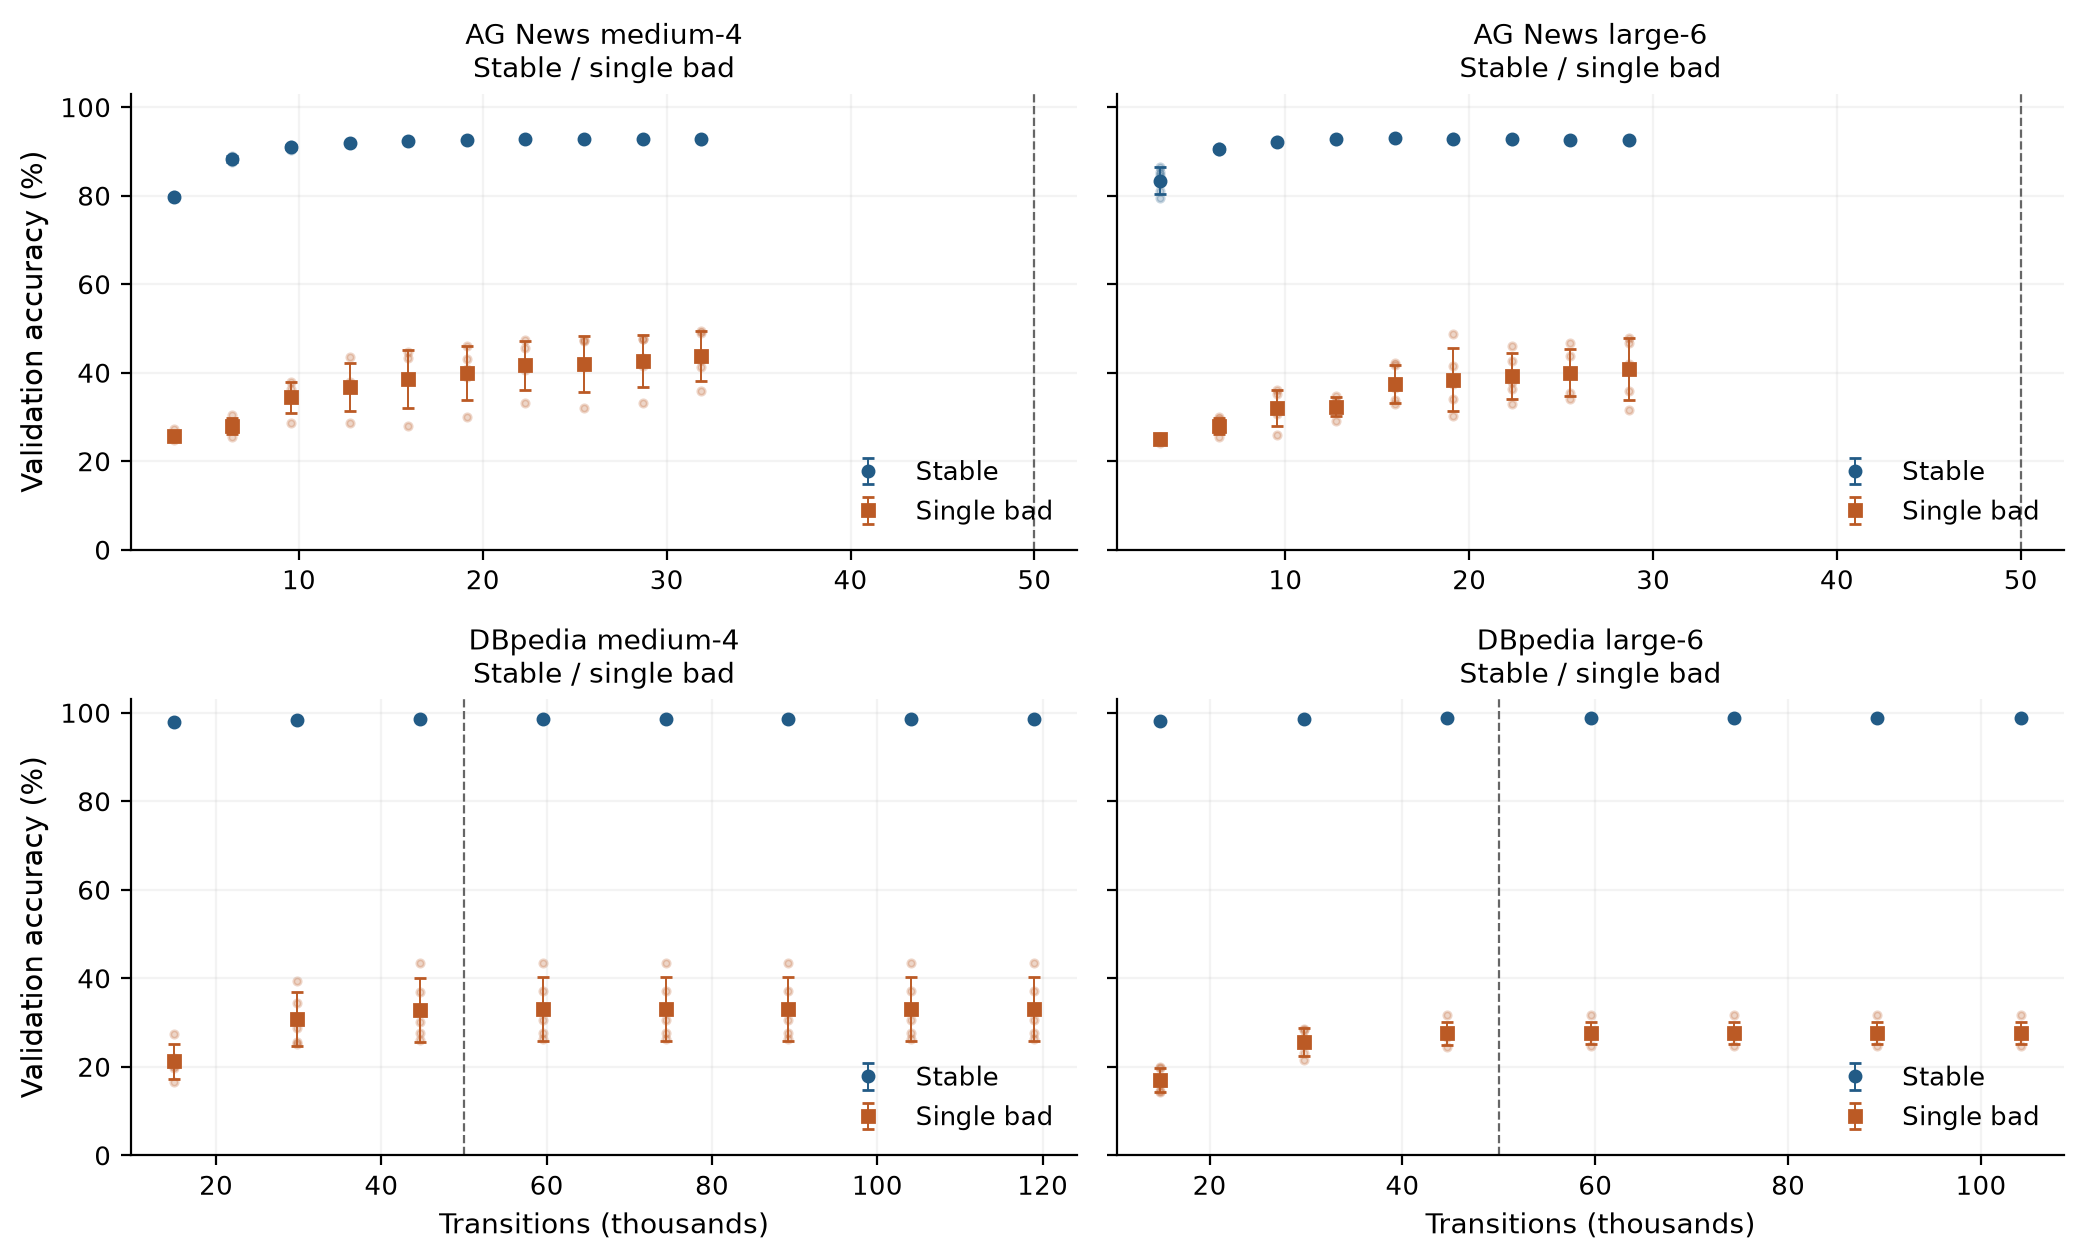 AG News medium-4
Stable / single bad
Validation accuracy (%)
100
80
60
40
20
0
10
20
30
40
50
Stable
Single bad
AG News large-6
Stable / single bad
10
20
30
40
50
Stable
Single bad
DBpedia medium-4
Stable / single bad
Validation accuracy (%)
100
80
60
40
20
0
20
40
60
80
100
120
Transitions (thousands)
Stable
Single bad
DBpedia large-6
Stable / single bad
20
40
60
80
100
Transitions (thousands)
Stable
Single bad